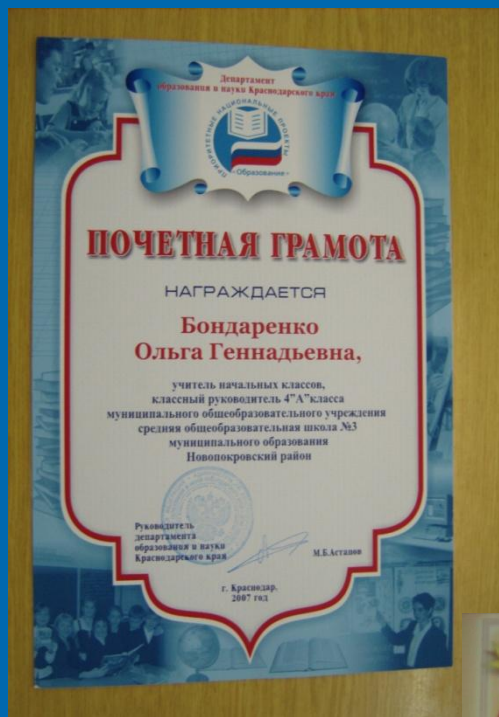 Департамент
образования и науки Краснодарского края
ПРИОРИТЕТНЫЕ НАЦИОНАЛЬНЫЕ ПРОЕКТЫ
«Образование»
ПОЧЕТНАЯ ГРАМОТА
НАГРАЖДАЕТСЯ
Бондаренко
Ольга Геннадьевна,
учитель начальных классов,
классный руководитель 4"А"класса
муниципального общеобразовательного учреждения
средняя общеобразовательная школа №3
муниципального образования
Новопокровский район
Руководитель
департамента
образования и науки
Краснодарского края
М.Б.Астапов
г. Краснодар,
2007 год